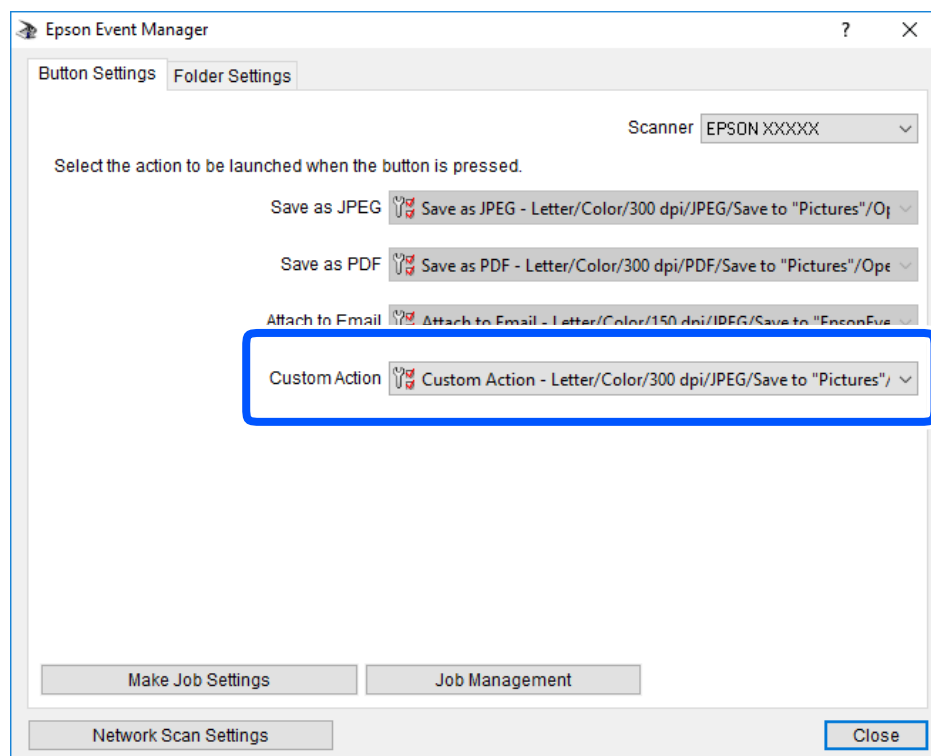 Epson Event Manager
Button Settings Folder Settings
Scanner EPSON XXXXX
Select the action to be launched when the button is pressed.
Save as JPEG Save as JPEG - Letter/Color/300 dpi/JPEG/Save to "Pictures"/Op
Save as PDF Save as PDF - Letter/Color/300 dpi/PDF/Save to "Pictures"/Ope
Attach to Email Attach to Email - Letter/Color/150 dpi/JPEG/Save to "EpsonEve
Custom Action Custom Action - Letter/Color/300 dpi/JPEG/Save to "Pictures"/
Make Job Settings Job Management
Network Scan Settings Close